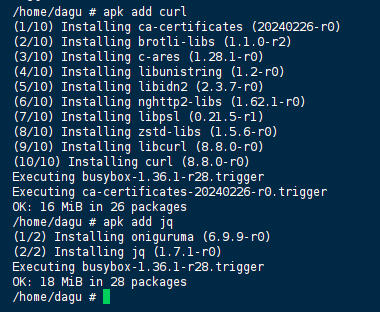 /home/dagu # apk add curl
(1/10) Installing ca-certificates (20240226-r0)
(2/10) Installing brotli-libs (1.1.0-r2)
(3/10) Installing c-ares (1.28.1-r0)
(4/10) Installing libunistring (1.2-r0)
(5/10) Installing libidn2 (2.3.7-r0)
(6/10) Installing nghttp2-libs (1.62.1-r0)
(7/10) Installing libpsl (0.21.5-r1)
(8/10) Installing zstd-libs (1.5.6-r0)
(9/10) Installing libcurl (8.8.0-r0)
(10/10) Installing curl (8.8.0-r0)
Executing busybox-1.36.1-r28.trigger
Executing ca-certificates-20240226-r0.trigger
OK: 16 MiB in 26 packages
/home/dagu # apk add jq
(1/2) Installing oniguruma (6.9.9-r0)
(2/2) Installing jq (1.7.1-r0)
Executing busybox-1.36.1-r28.trigger
OK: 18 MiB in 28 packages
/home/dagu #